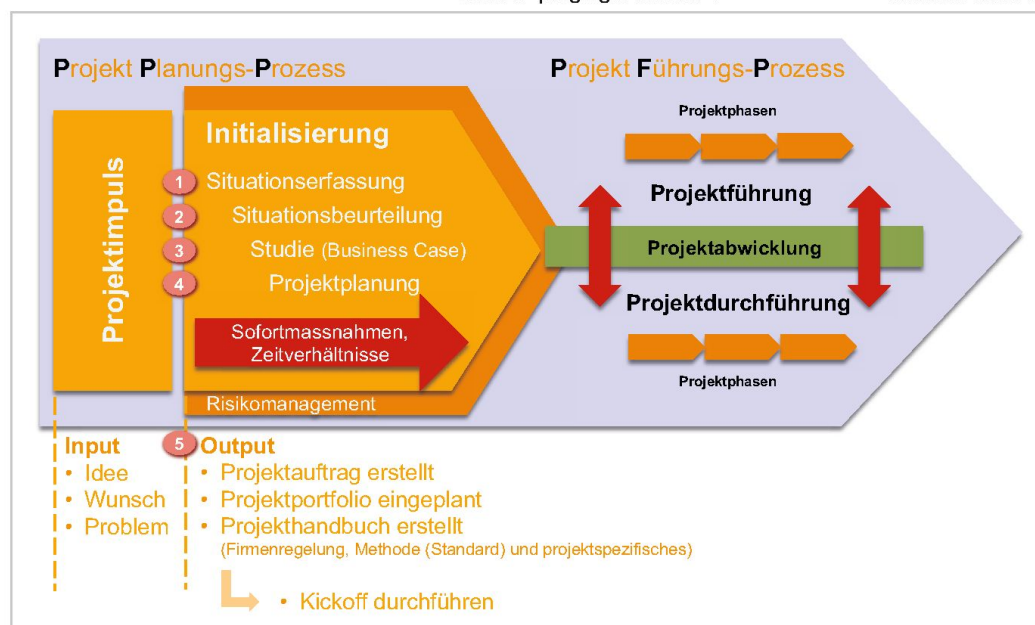 Projekt Planungs-Prozess
Projekt Führungs-Prozess
Projektimpuls
Initialisierung
1 Situationserfassung
2 Situationsbeurteilung
3 Studie (Business Case)
4 Projektplanung
Sofortmassnahmen,
Zeitverhältnisse
Risikomanagement
Projektphasen
Projektführung
Projektabwicklung
Projektdurchführung
Projektphasen
Input
• Idee
• Wunsch
• Problem
5 Output
• Projektauftrag erstellt
• Projektportfolio eingeplant
• Projekthandbuch erstellt
(Firmenregelung, Methode (Standard) und projektspezifisches)
• Kickoff durchführen